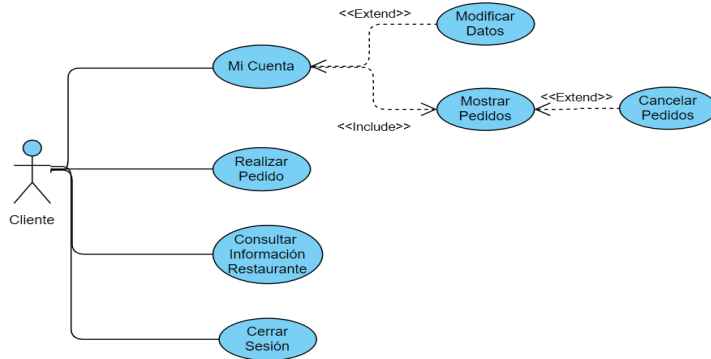 <<Extend>>
Modificar
Datos
Mi Cuenta
Mostrar
Pedidos
<<Extend>>
Cancelar
Pedidos
<<Include>>
Realizar
Pedido
Cliente
Consultar
Información
Restaurante
Cerrar
Sesión